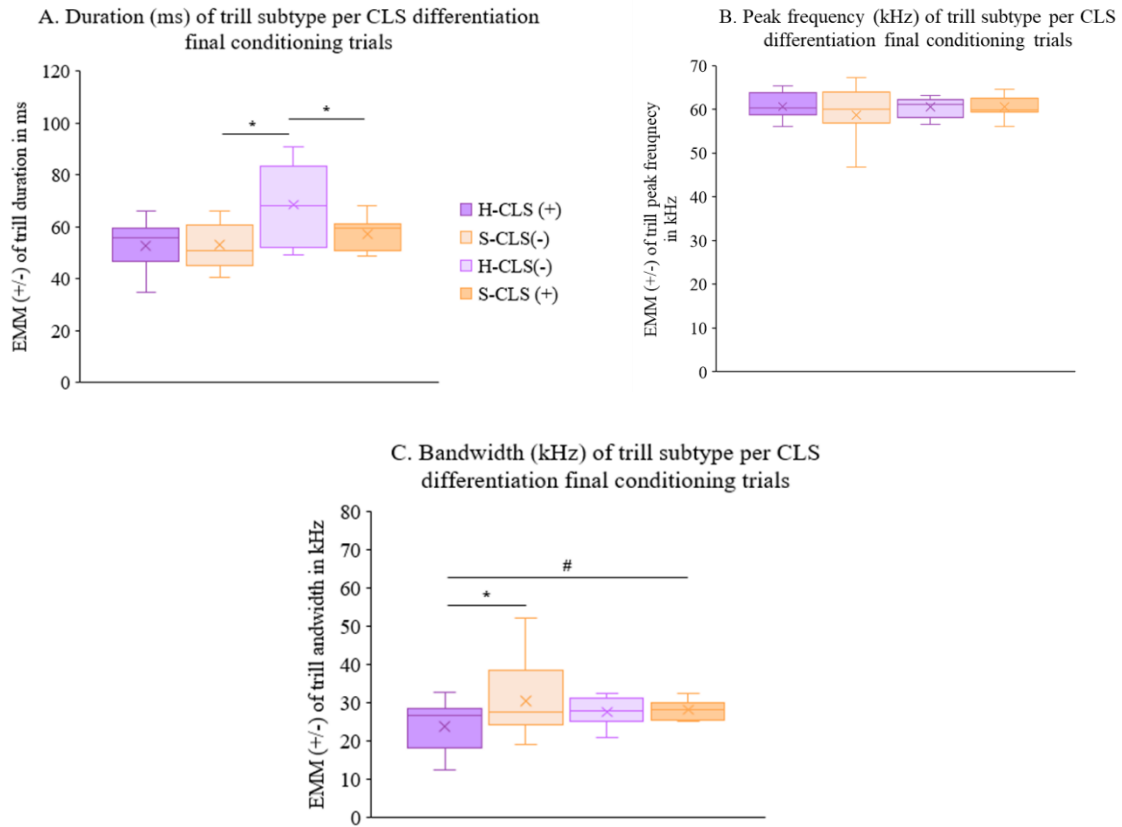 A. Duration (ms) of trill subtype per CLS differentiation
final conditioning trials
EMM (+/-) of trill duration in ms
120
100
80
60
40
20
0
*
*
H-CLS (+)
S-CLS(-)
H-CLS(-)
S-CLS (+)
B. Peak frequency (kHz) of trill subtype per CLS
differentiation final conditioning trials
EMM (+/-) of trill peak freuqnecy
in kHz
70
60
50
40
30
20
10
0
C. Bandwidth (kHz) of trill subtype per CLS
differentiation final conditioning trials
EMM (+/-) of trill andwidth in kHz
80
70
60
50
40
30
20
10
0
#
*